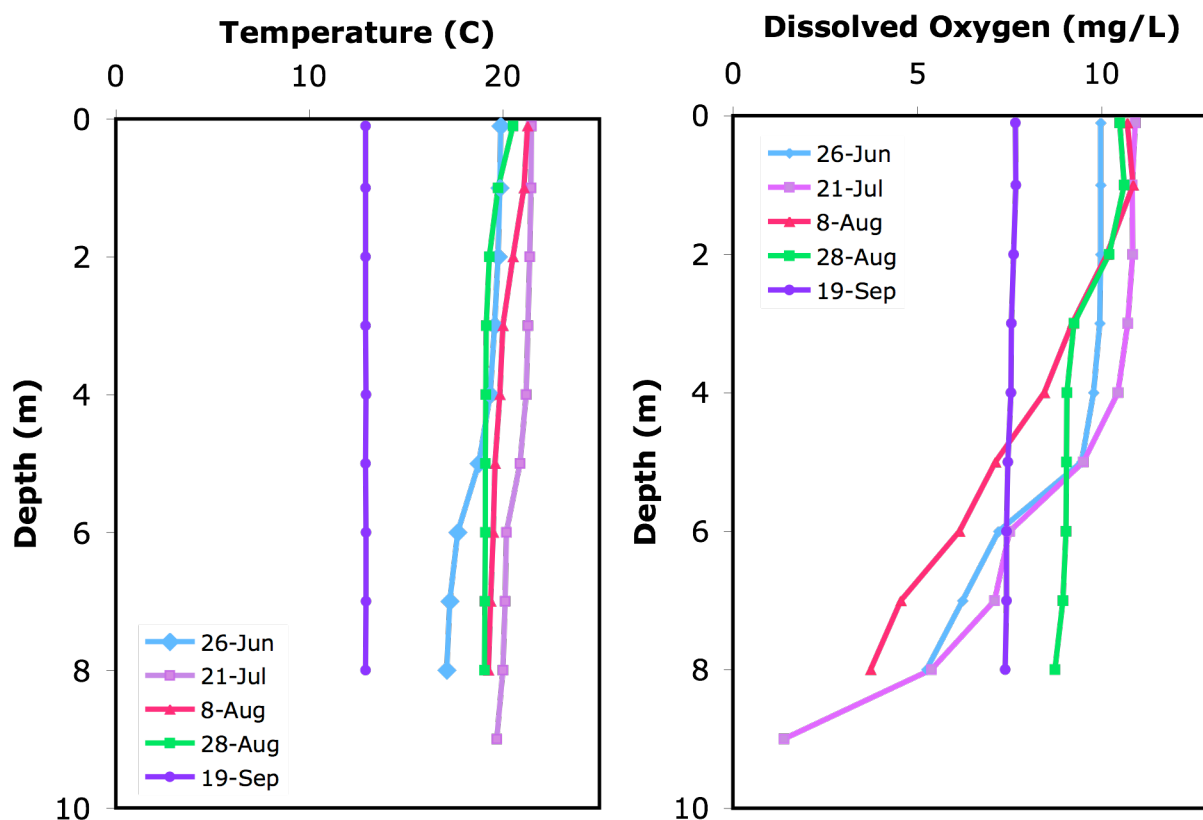 Temperature (C)
0 10 20
0
2
4
6
8
10
Depth (m)
26-Jun
21-Jul
8-Aug
28-Aug
19-Sep
Dissolved Oxygen (mg/L)
0 5 10
0
2
4
6
8
10
Depth (m)
26-Jun
21-Jul
8-Aug
28-Aug
19-Sep